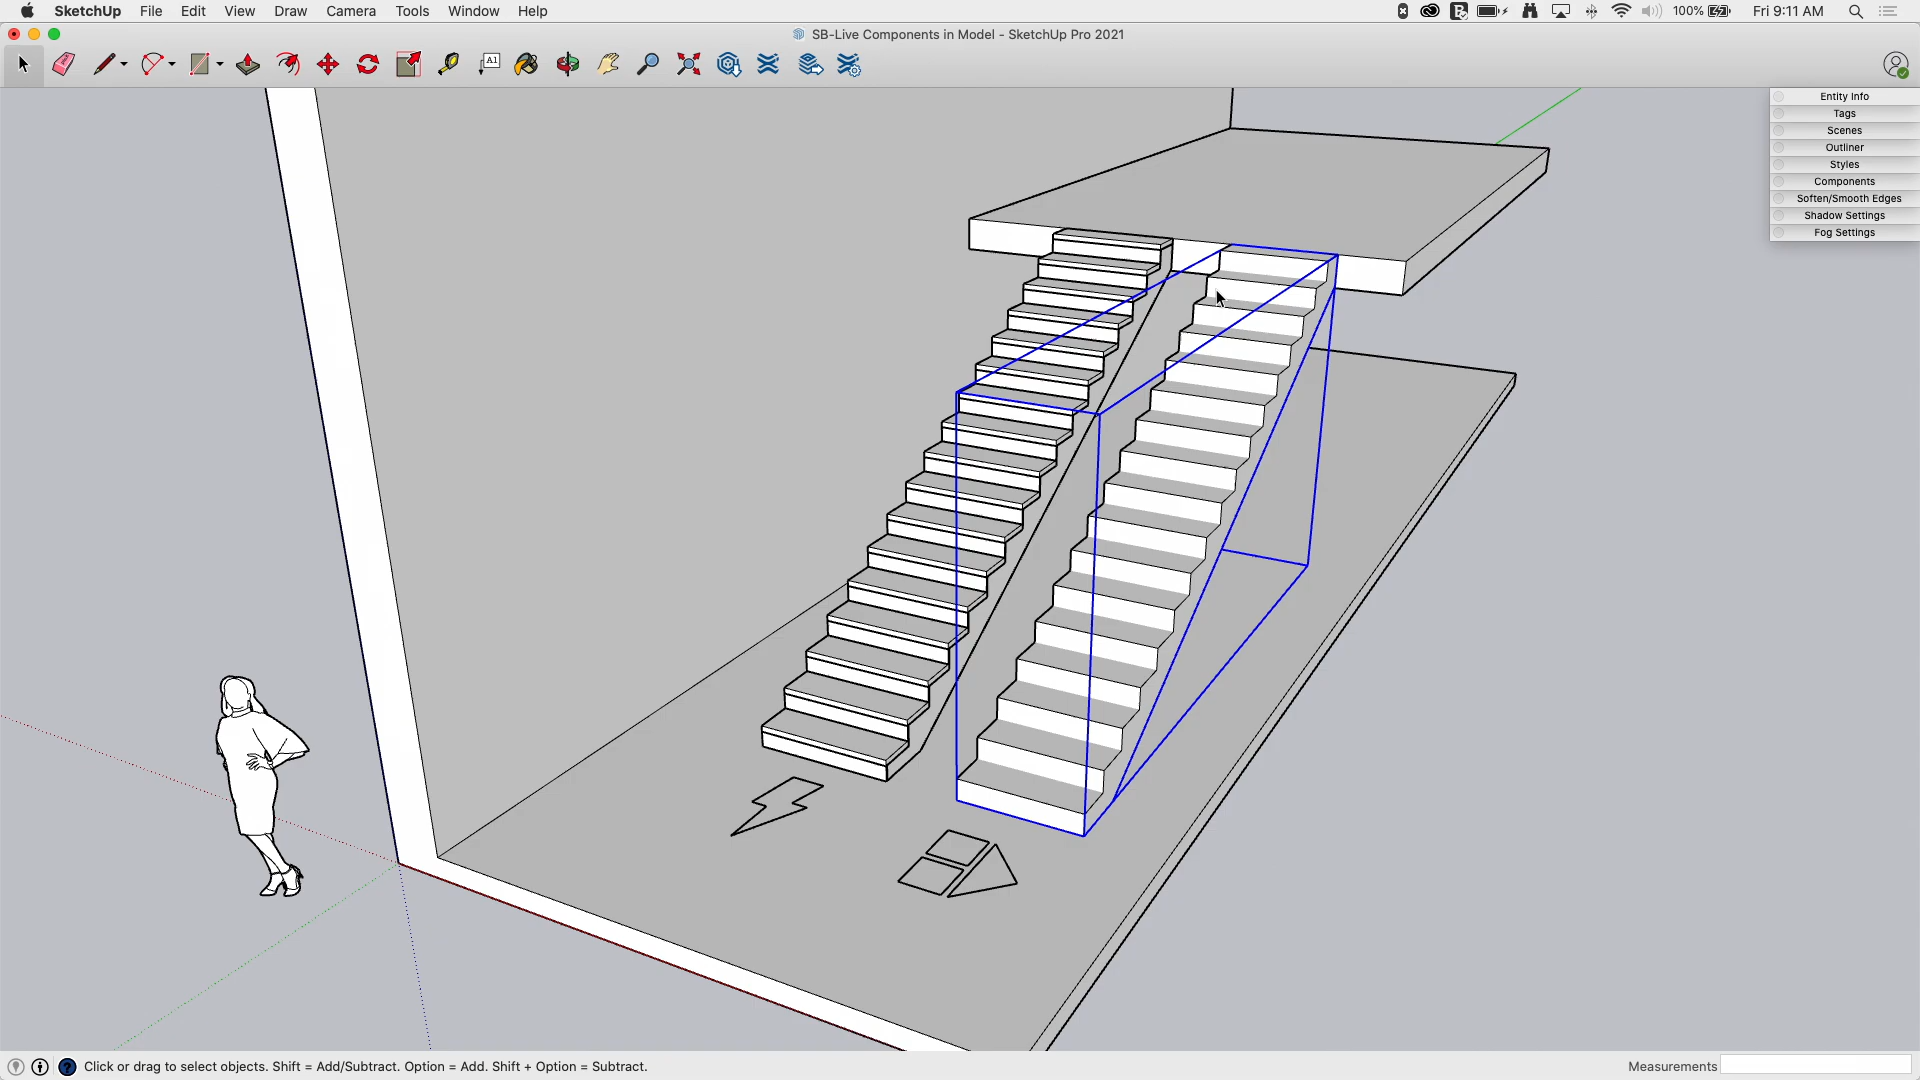 SketchUp File Edit View Draw Camera Tools Window Help 100% Fri 9:11 AM
SB-Live Components in Model - SketchUp Pro 2021
A1
Entity Info
Tags
Scenes
Outliner
Styles
Components
Soften/Smooth Edges
Shadow Settings
Fog Settings
Click or drag to select objects. Shift = Add/Subtract. Option = Add. Shift + Option = Subtract.
Measurements